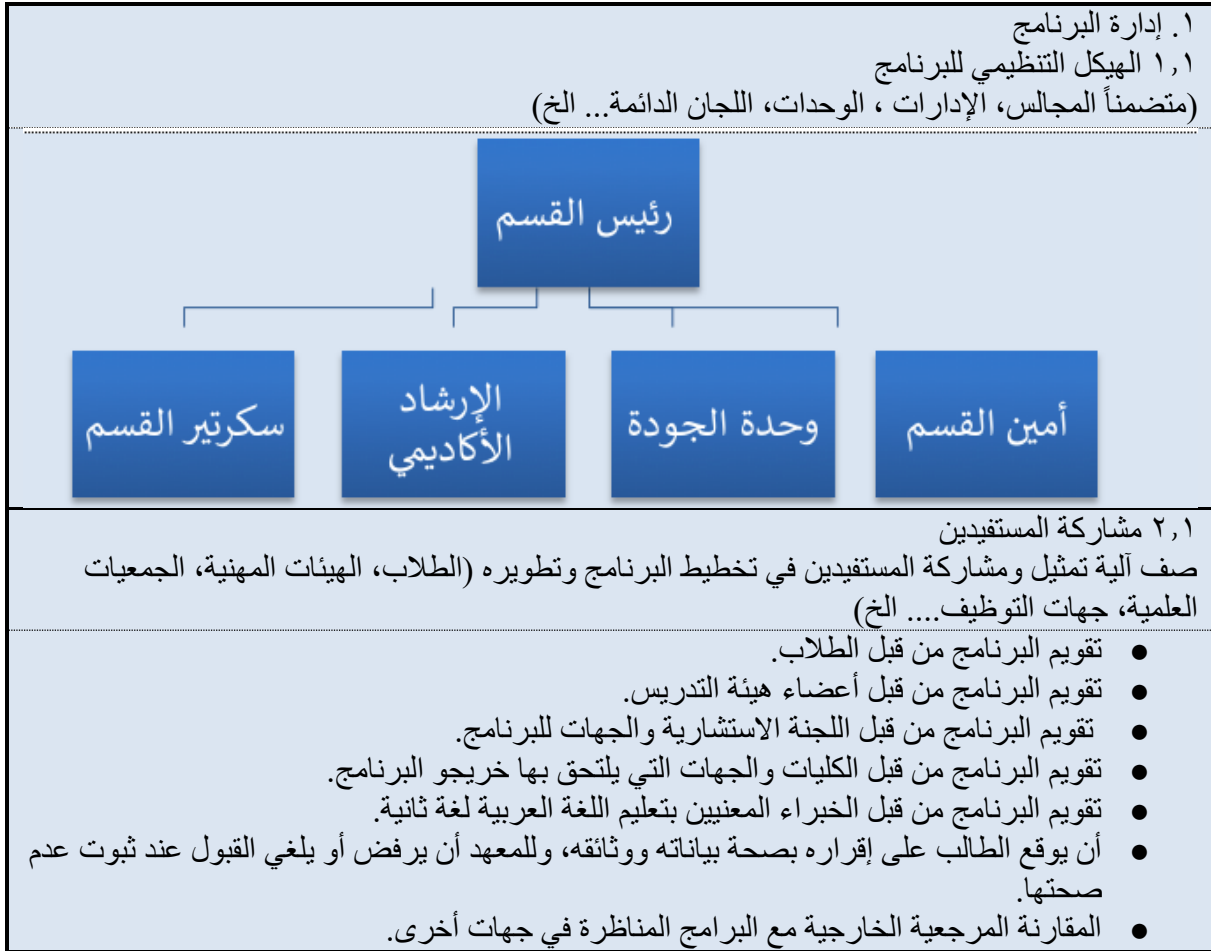 ١. إدارة البرنامج
١,١ الهيكل التنظيمي للبرنامج
(متضمناً المجالس، الإدارات ، الوحدات، اللجان الدائمة... الخ)
رئيس القسم
أمين القسم
وحدة الجودة
الإرشاد
الأكاديمي
سكرتير القسم
٢,١ مشاركة المستفيدين
صف آلية تمثيل ومشاركة المستفيدين في تخطيط البرنامج وتطويره (الطلاب، الهيئات المهنية، الجمعيات
العلمية، جهات التوظيف.... الخ)
● تقويم البرنامج من قبل الطلاب.
● تقويم البرنامج من قبل أعضاء هيئة التدريس.
● تقويم البرنامج من قبل اللجنة الاستشارية والجهات للبرنامج.
● تقويم البرنامج من قبل الكليات والجهات التي يلتحق بها خريجو البرنامج.
● تقويم البرنامج من قبل الخبراء المعنيين بتعليم اللغة العربية لغة ثانية.
● أن يوقع الطالب على إقراره بصحة بياناته ووثائقه، وللمعهد أن يرفض أو يلغي القبول عند ثبوت عدم
صحتها.
● المقارنة المرجعية الخارجية مع البرامج المناظرة في جهات أخرى.